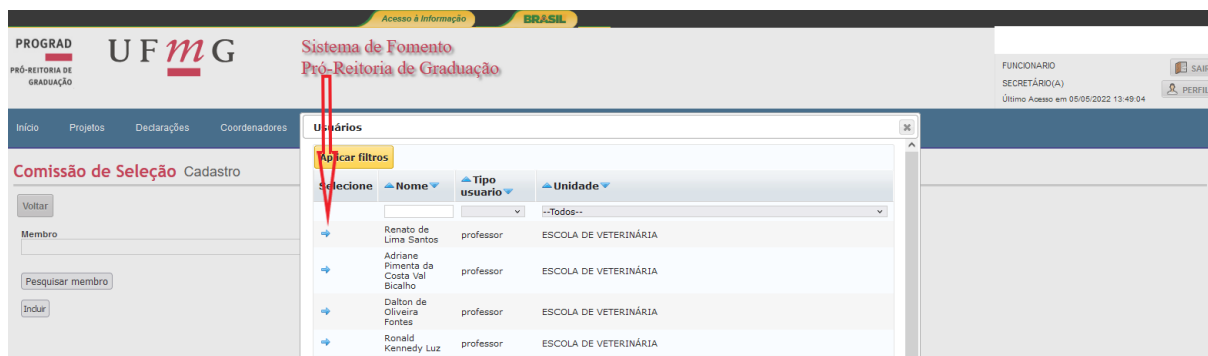 Acesso à Informação
BRASIL
PROGRAD
PRÓ-REITORIA DE
GRADUAÇÃO
UFmG
Sistema de Fomento
Pró-Reitoria de Graduação
FUNCIONARIO
SECRETÁRIO(A)
Último Acesso em 05/05/2022 13:49:04
SAIR
PERFIL
Início Projetos Declarações Coordenadores
Comissão de Seleção Cadastro
Voltar
Membro
Pesquisar membro
Incluir
Usuários
Aplicar filtros
Selecione Nome Tipo usuario Unidade
--Todos--
Renato de
Lima Santos professor ESCOLA DE VETERINÁRIA
Adriane
Pimenta da
Costa Val
Bicalho professor ESCOLA DE VETERINÁRIA
Dalton de
Oliveira
Fontes professor ESCOLA DE VETERINÁRIA
Ronald
Kennedy Luz professor ESCOLA DE VETERINÁRIA